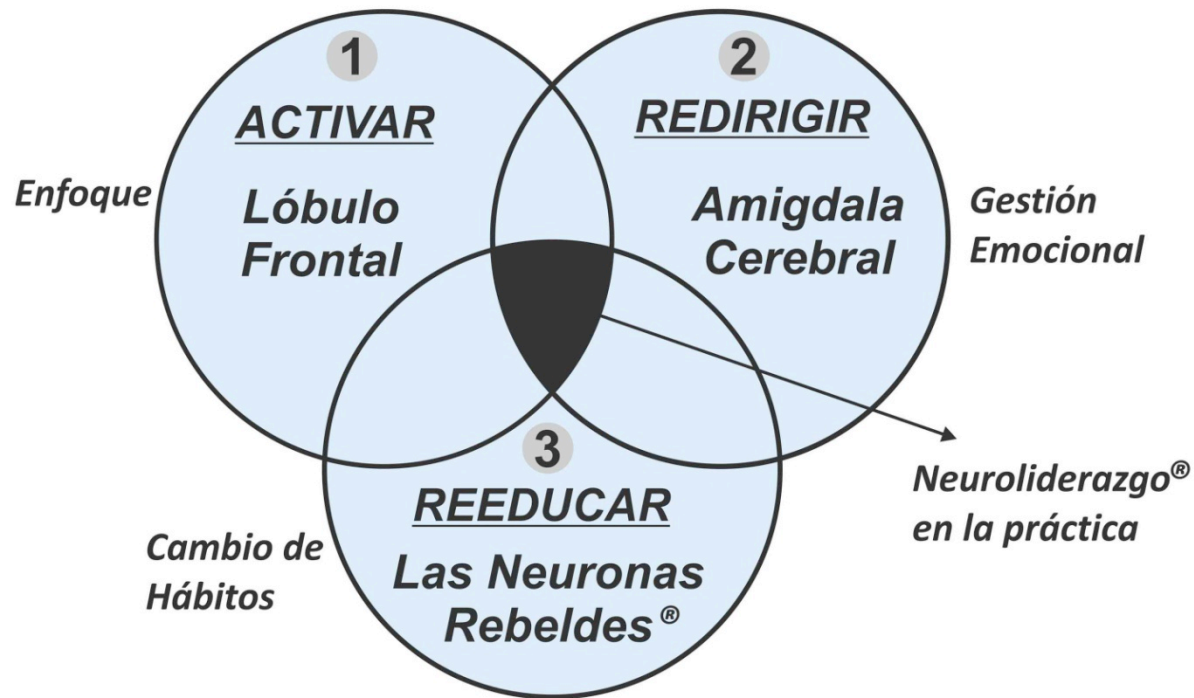 1
ACTIVAR
Lóbulo
Frontal
Enfoque
2
REDIRIGIR
Amigdala
Cerebral
Gestión
Emocional
3
REEDUCAR
Las Neuronas
Rebeldes®
Cambio de
Hábitos
Neuroliderazgo®
en la práctica